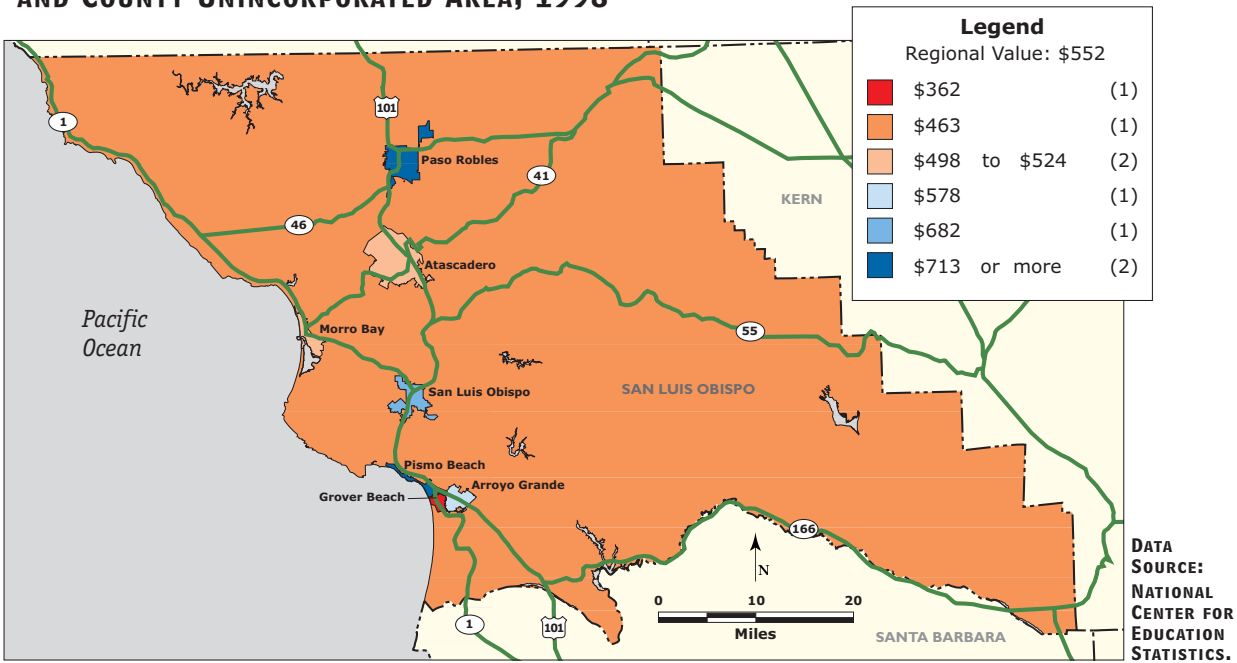 AND COUNTY UNINCORPORATED AREA, 1998
Legend
Regional Value: $552
$362 (1)
$463 (1)
$498 to $524 (2)
$578 (1)
$682 (1)
$713 or more (2)
1
101
Paso Robles
41
KERN
46
Atascadero
Pacific
Ocean
Morro Bay
55
San Luis Obispo
SAN LUIS OBISPO
Pismo Beach
Arroyo Grande
Grover Beach
166
N
0 10 20
Miles
1
101
SANTA BARBARA
DATA
SOURCE:
NATIONAL
CENTER FOR
EDUCATION
STATISTICS.